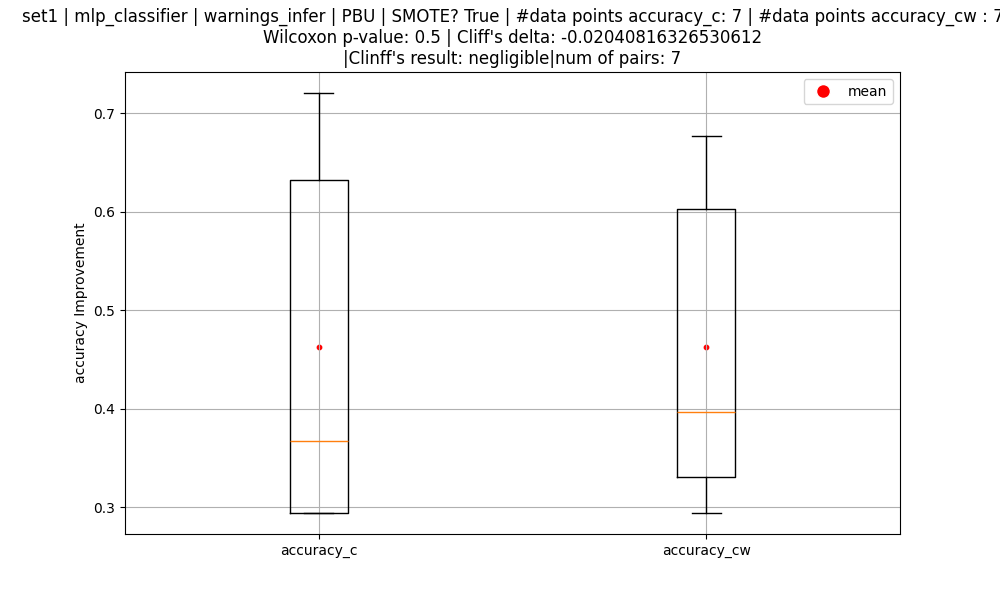 set1 | mlp_classifier | warnings_infer | PBU | SMOTE? True | #data points accuracy_c: 7 | #data points accuracy_cw : 7
Wilcoxon p-value: 0.5 | Cliff's delta: -0.02040816326530612
|Clinff's result: negligible|num of pairs: 7
mean
0.7
0.6
0.5
0.4
0.3
accuracy Improvement
accuracy_c
accuracy_cw